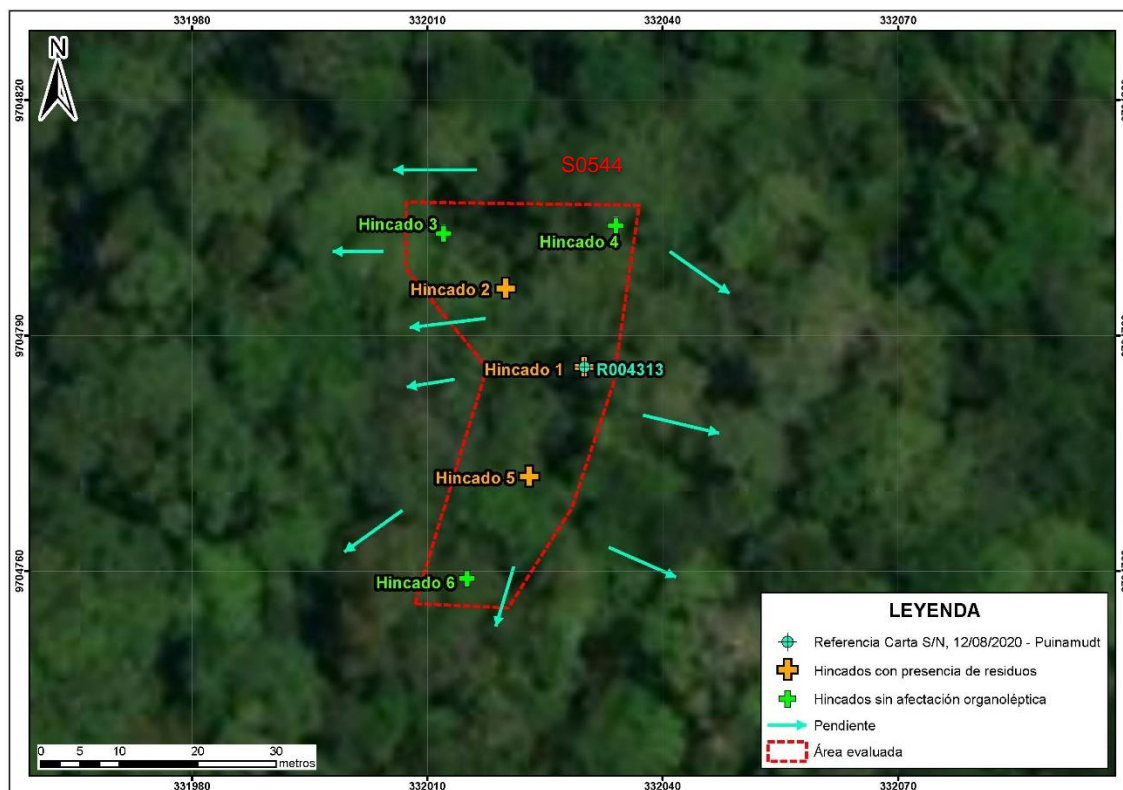 331980 332010 332040 332070
N
9704820
S0544
Hincado 3
Hincado 4
Hincado 2
9704790
Hincado 1 R004313
Hincado 5
9704760
Hincado 6
LEYENDA
Referencia Carta S/N, 12/08/2020 - Puinamudt
Hincados con presencia de residuos
Hincados sin afectación organoléptica
Pendiente
Área evaluada
0 5 10 20 30
metros
331980 332010 332040 332070